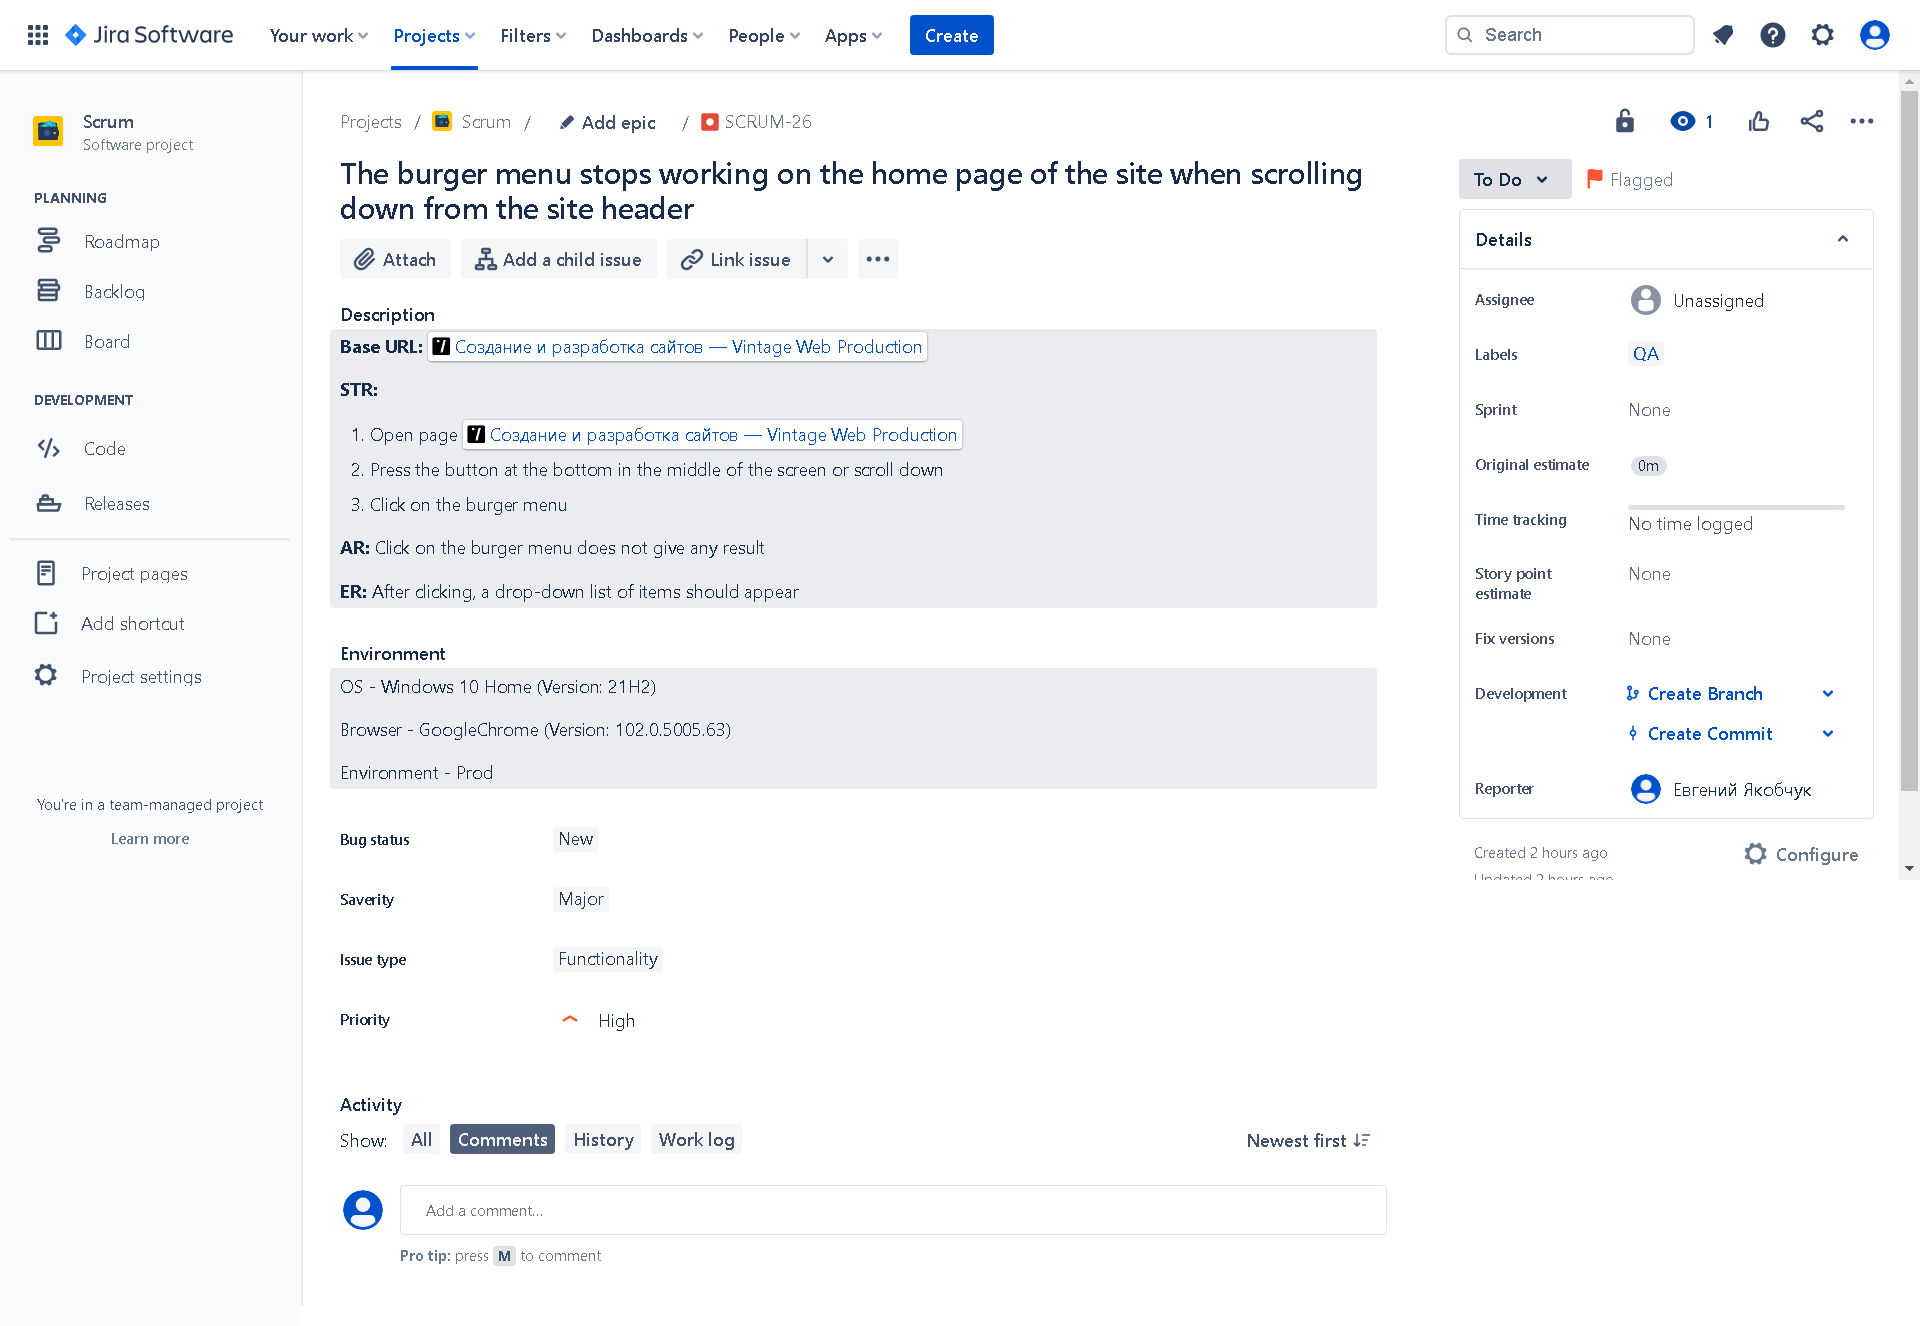 Jira Software
Your work
Projects
Filters
Dashboards
People
Apps
Create
Search
Scrum
Software project
PLANNING
Roadmap
Backlog
Board
DEVELOPMENT
Code
Releases
Project pages
Add shortcut
Project settings
You're in a team-managed project
Learn more
Projects / Scrum / Add epic / SCRUM-26
1
The burger menu stops working on the home page of the site when scrolling
down from the site header
Attach
Add a child issue
Link issue
Description
Base URL: Создание и разработка сайтов — Vintage Web Production
STR:
1. Open page Создание и разработка сайтов — Vintage Web Production
2. Press the button at the bottom in the middle of the screen or scroll down
3. Click on the burger menu
AR: Click on the burger menu does not give any result
ER: After clicking, a drop-down list of items should appear
Environment
OS - Windows 10 Home (Version: 21H2)
Browser - GoogleChrome (Version: 102.0.5005.63)
Environment - Prod
Bug status New
Saverity Major
Issue type Functionality
Priority High
Activity
Show: All Comments History Work log
Newest first
Add a comment...
Pro tip: press M to comment
To Do
Flagged
Details
Assignee Unassigned
Labels QA
Sprint None
Original estimate 0m
Time tracking No time logged
Story point
estimate
None
Fix versions None
Development Create Branch
Create Commit
Reporter Евгений Якобчук
Created 2 hours ago
Configure
Updated 2 hours ago